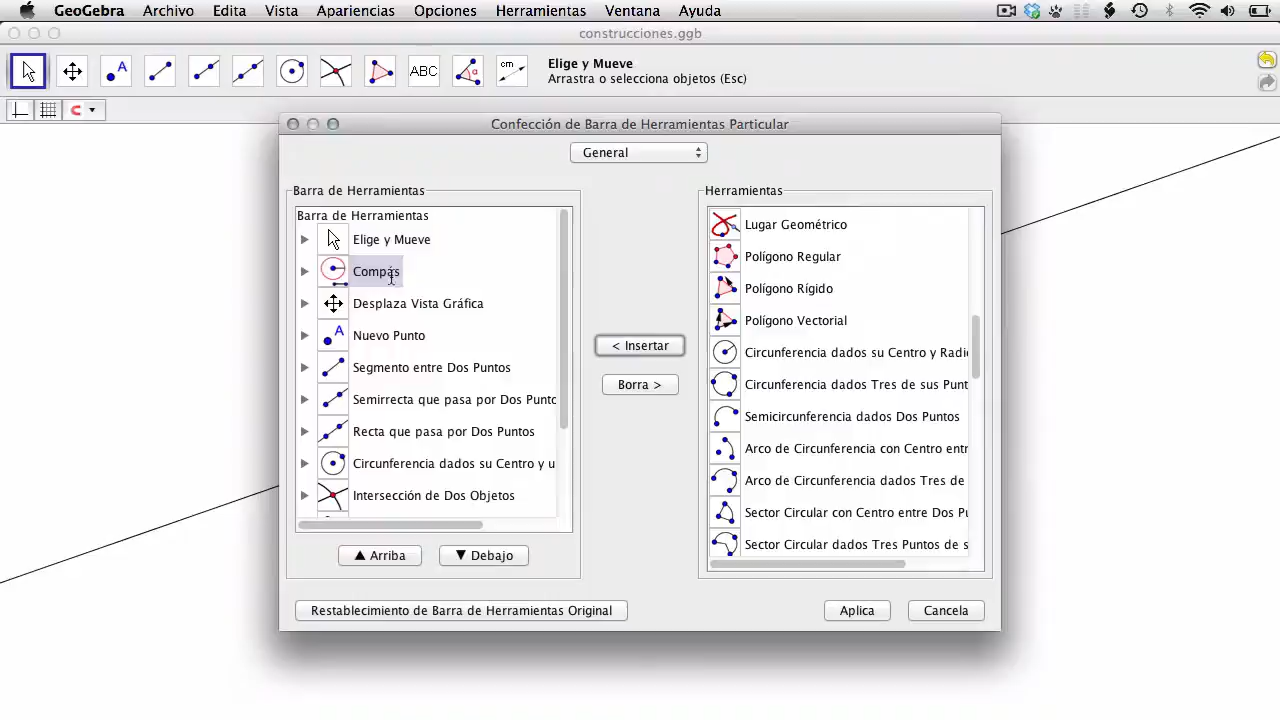 GeoGebra Archivo Edita Vista Apariencias Opciones Herramientas Ventana Ayuda
construcciones.ggb
A
ABC
a
cm
Elige y Mueve
Arrastra o selecciona objetos (Esc)
Confección de Barra de Herramientas Particular
General
Barra de Herramientas
Barra de Herramientas
Elige y Mueve
Compás
Desplaza Vista Gráfica
A
Nuevo Punto
Segmento entre Dos Puntos
Semirrecta que pasa por Dos Punto
Recta que pasa por Dos Puntos
Circunferencia dados su Centro y u
Intersección de Dos Objetos
▲ Arriba
▼ Debajo
< Insertar
Borra >
Herramientas
Lugar Geométrico
Polígono Regular
Polígono Rígido
Polígono Vectorial
Circunferencia dados su Centro y Radi
Circunferencia dados Tres de sus Punt
Semicircunferencia dados Dos Puntos
Arco de Circunferencia con Centro entr
Arco de Circunferencia dados Tres de
Sector Circular con Centro entre Dos Pu
Sector Circular dados Tres Puntos de s
Restablecimiento de Barra de Herramientas Original
Aplica
Cancela